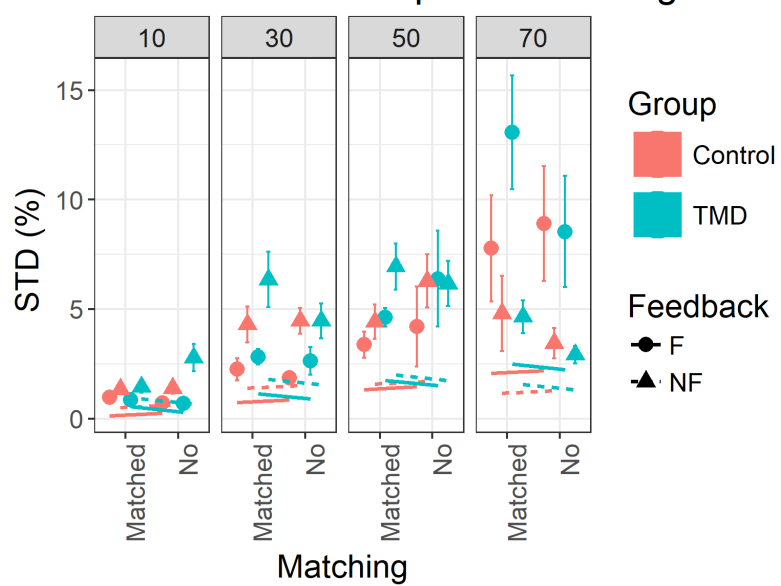 10 30 50 70
15
10
5
0
STD (%)
Matched No Matched No Matched No Matched No
Matching
Group
Control
TMD
Feedback
F
NF